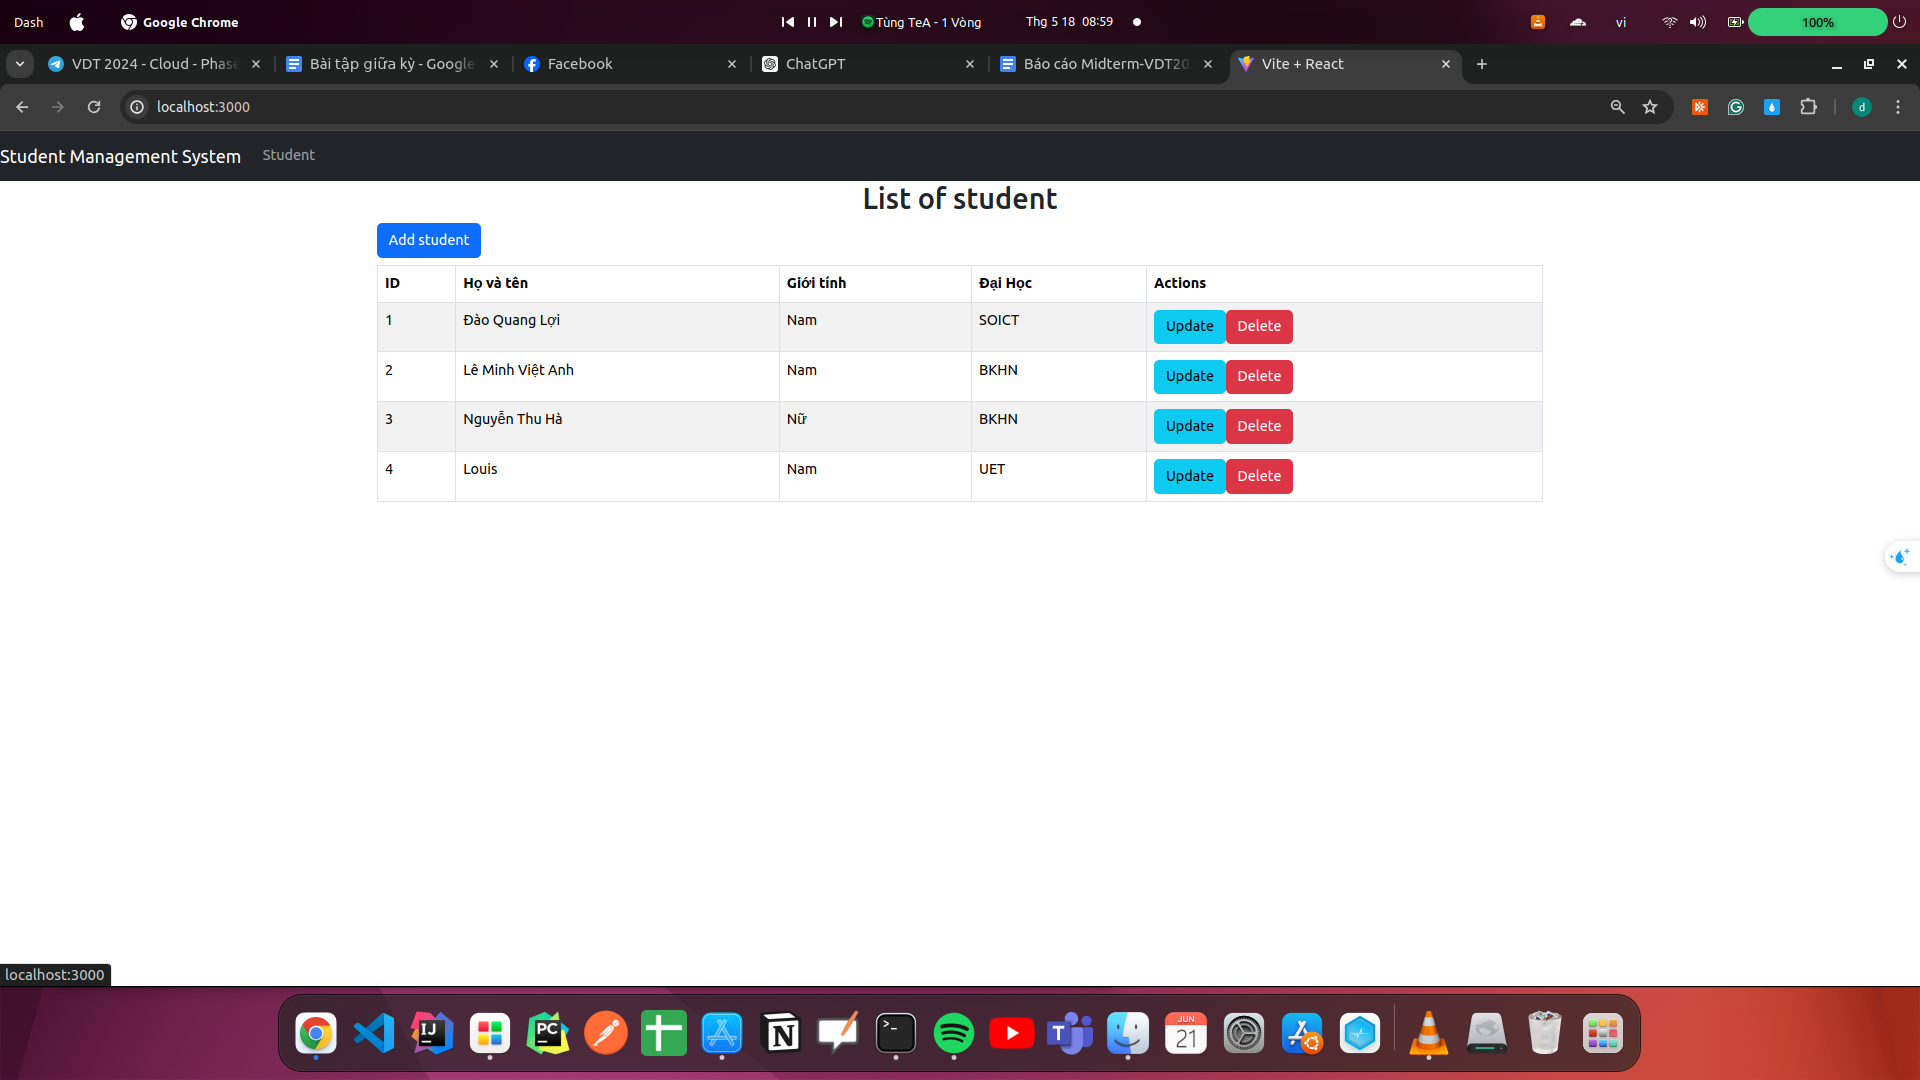 Dash Google Chrome Tùng TeA - 1 Vòng Thg 5 18 08:59 vi 100%
VDT 2024 - Cloud - Phase Bài tập giữa kỳ - Google Facebook ChatGPT Báo cáo Midterm-VDT20 Vite + React
localhost:3000 d
Student Management System Student
List of student
Add student
ID Họ và tên Giới tính Đại Học Actions
1 Đào Quang Lợi Nam SOICT Update Delete
2 Lê Minh Việt Anh Nam BKHN Update Delete
3 Nguyễn Thu Hà Nữ BKHN Update Delete
4 Louis Nam UET Update Delete
localhost:3000
IJ PC N >_ T JUN
21